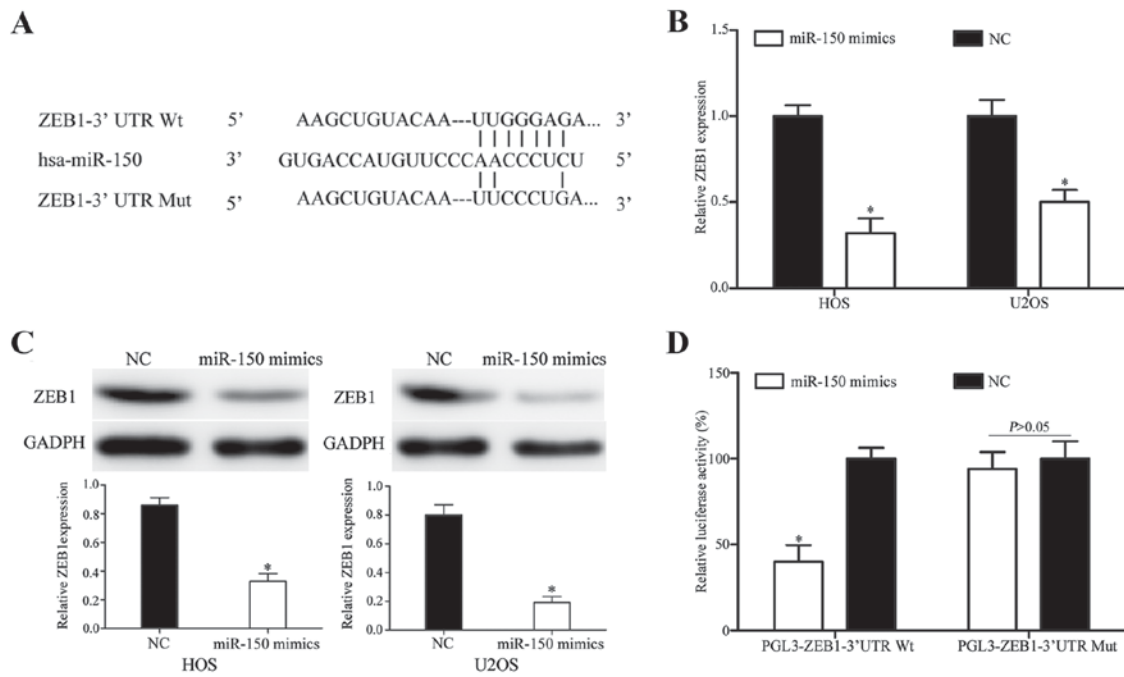 A
ZEB1-3' UTR Wt 5' AAGCUGUACAA---UUGGGAGA... 3'
hsa-miR-150 3' GUGACCAUGUUCCCAACCCUCU 5'
ZEB1-3' UTR Mut 5' AAGCUGUACAA---UUCCCUGA... 3'
B
miR-150 mimics NC
Relative ZEB1 expression
1.5
1.0
0.5
0.0
HOS U2OS
*
*
C
NC miR-150 mimics
ZEB1
GADPH
Relative ZEB1expression
1.0
0.8
0.6
0.4
0.2
0.0
*
NC miR-150 mimics
HOS
NC miR-150 mimics
ZEB1
GADPH
Relative ZEB1 expression
1.0
0.8
0.6
0.4
0.2
0.0
*
NC miR-150 mimics
U2OS
D
miR-150 mimics NC
Relative luciferase activity (%)
150
100
50
0
*
P>0.05
PGL3-ZEB1-3'UTR Wt PGL3-ZEB1-3'UTR Mut